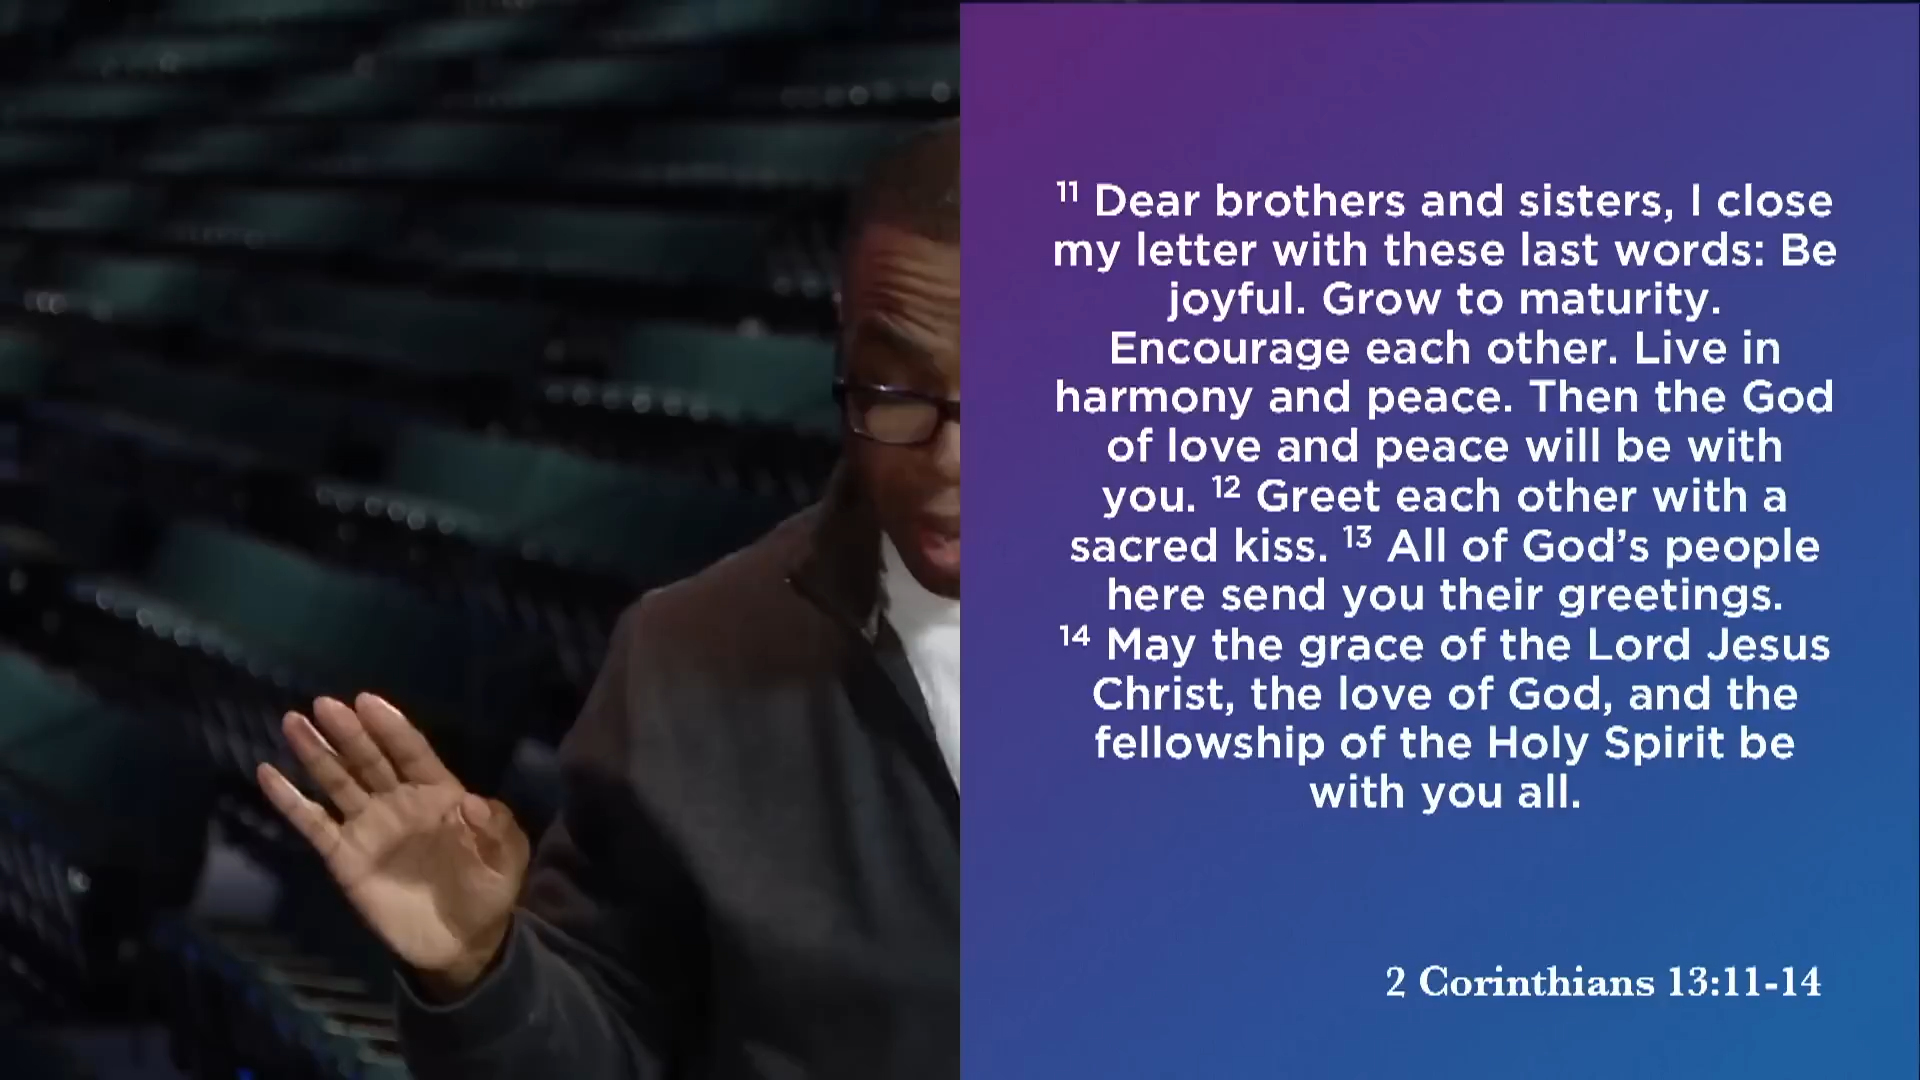 11 Dear brothers and sisters, I close
my letter with these last words: Be
joyful. Grow to maturity.
Encourage each other. Live in
harmony and peace. Then the God
of love and peace will be with
you. 12 Greet each other with a
sacred kiss. 13 All of God’s people
here send you their greetings.
14 May the grace of the Lord Jesus
Christ, the love of God, and the
fellowship of the Holy Spirit be
with you all.
2 Corinthians 13:11-14